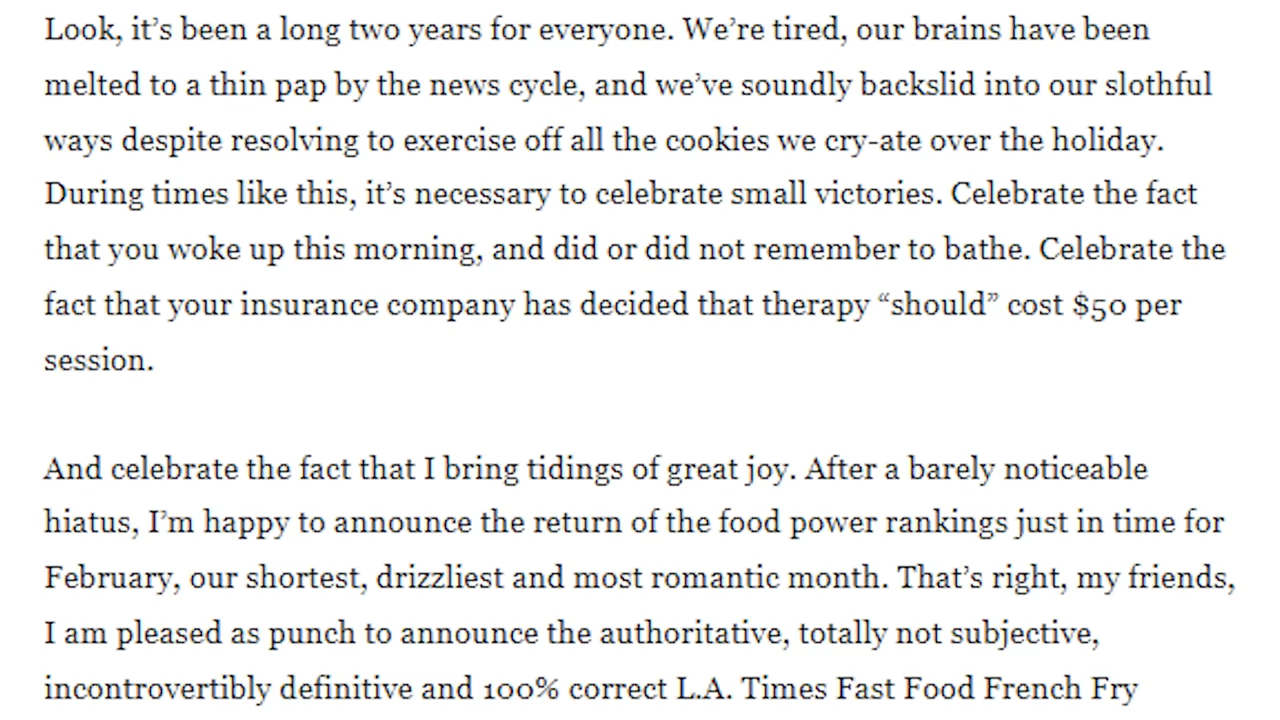 Look, it’s been a long two years for everyone. We’re tired, our brains have been
melted to a thin pap by the news cycle, and we’ve soundly backslid into our slothful
ways despite resolving to exercise off all the cookies we cry-ate over the holiday.
During times like this, it’s necessary to celebrate small victories. Celebrate the fact
that you woke up this morning, and did or did not remember to bathe. Celebrate the
fact that your insurance company has decided that therapy “should” cost $50 per
session.
And celebrate the fact that I bring tidings of great joy. After a barely noticeable
hiatus, I’m happy to announce the return of the food power rankings just in time for
February, our shortest, drizzliest and most romantic month. That’s right, my friends,
I am pleased as punch to announce the authoritative, totally not subjective,
incontrovertibly definitive and 100% correct L.A. Times Fast Food French Fry